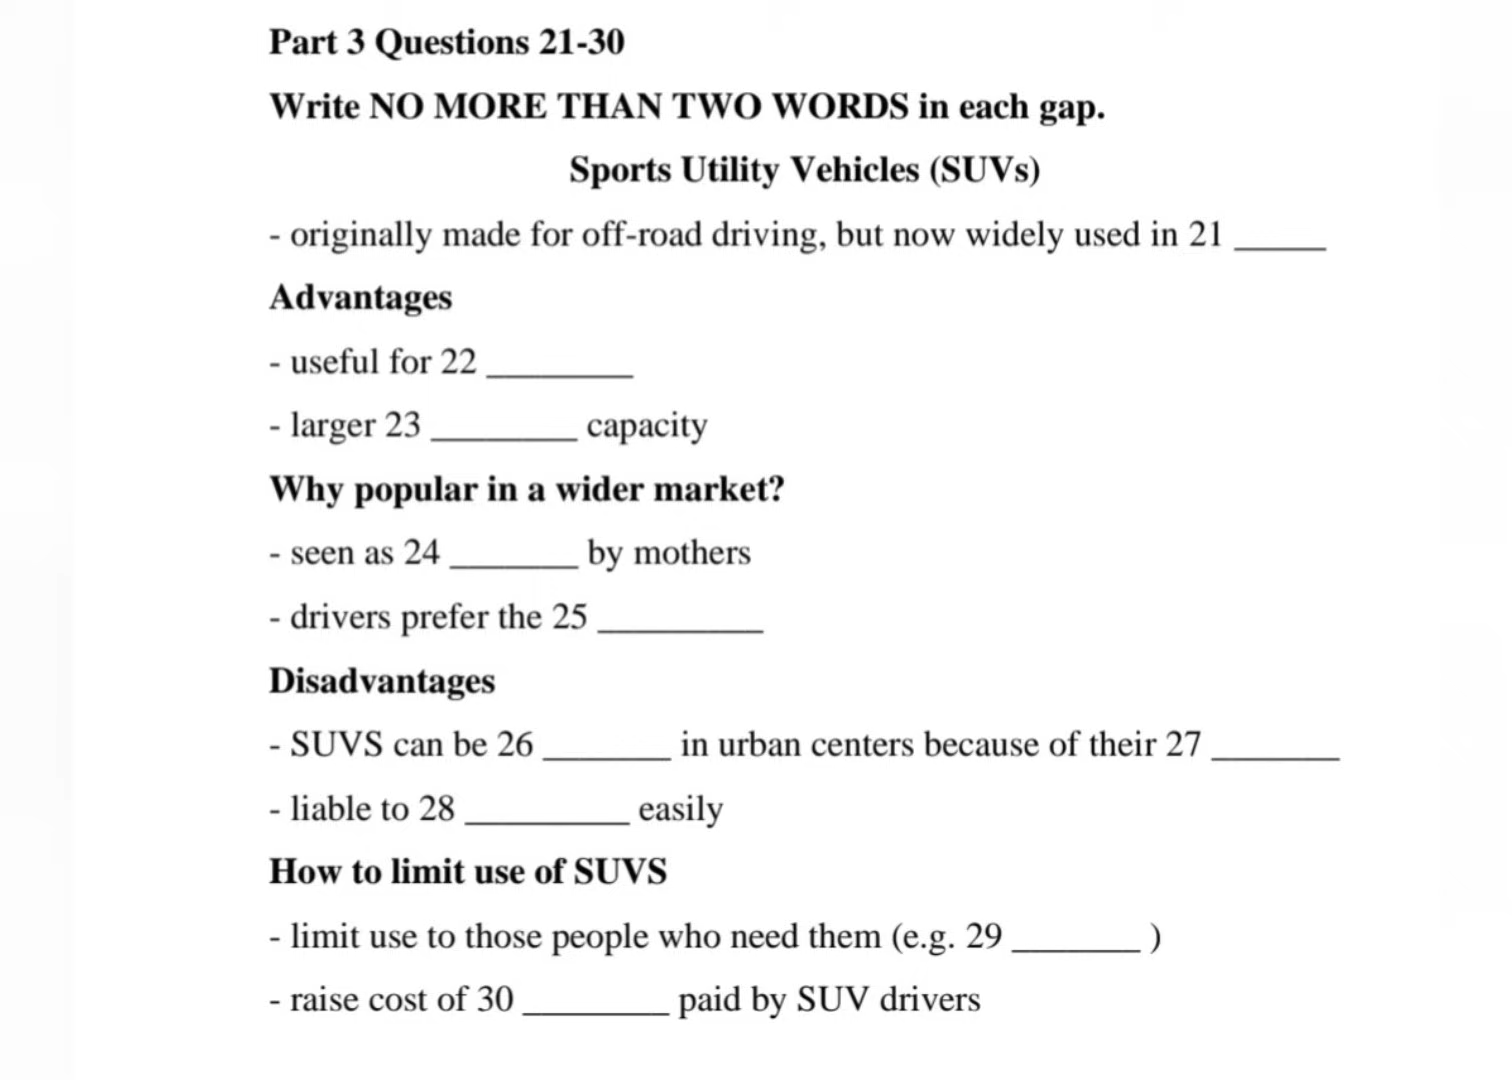 Part 3 Questions 21-30
Write NO MORE THAN TWO WORDS in each gap.
Sports Utility Vehicles (SUVs)
- originally made for off-road driving, but now widely used in 21 _____
Advantages
- useful for 22 ________
- larger 23 ________ capacity
Why popular in a wider market?
- seen as 24 _______ by mothers
- drivers prefer the 25 _________
Disadvantages
- SUVS can be 26 _______ in urban centers because of their 27 _______
- liable to 28 _________ easily
How to limit use of SUVS
- limit use to those people who need them (e.g. 29 _______ )
- raise cost of 30 ________ paid by SUV drivers